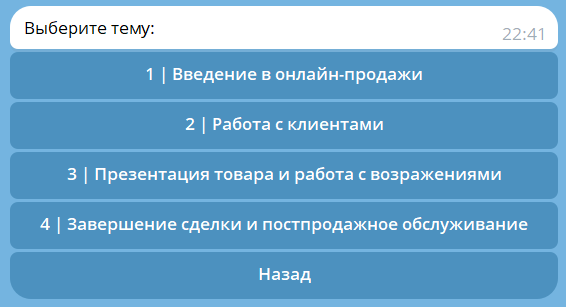 Выберите тему:
22:41
1 | Введение в онлайн-продажи
2 | Работа с клиентами
3 | Презентация товара и работа с возражениями
4 | Завершение сделки и постпродажное обслуживание
Назад